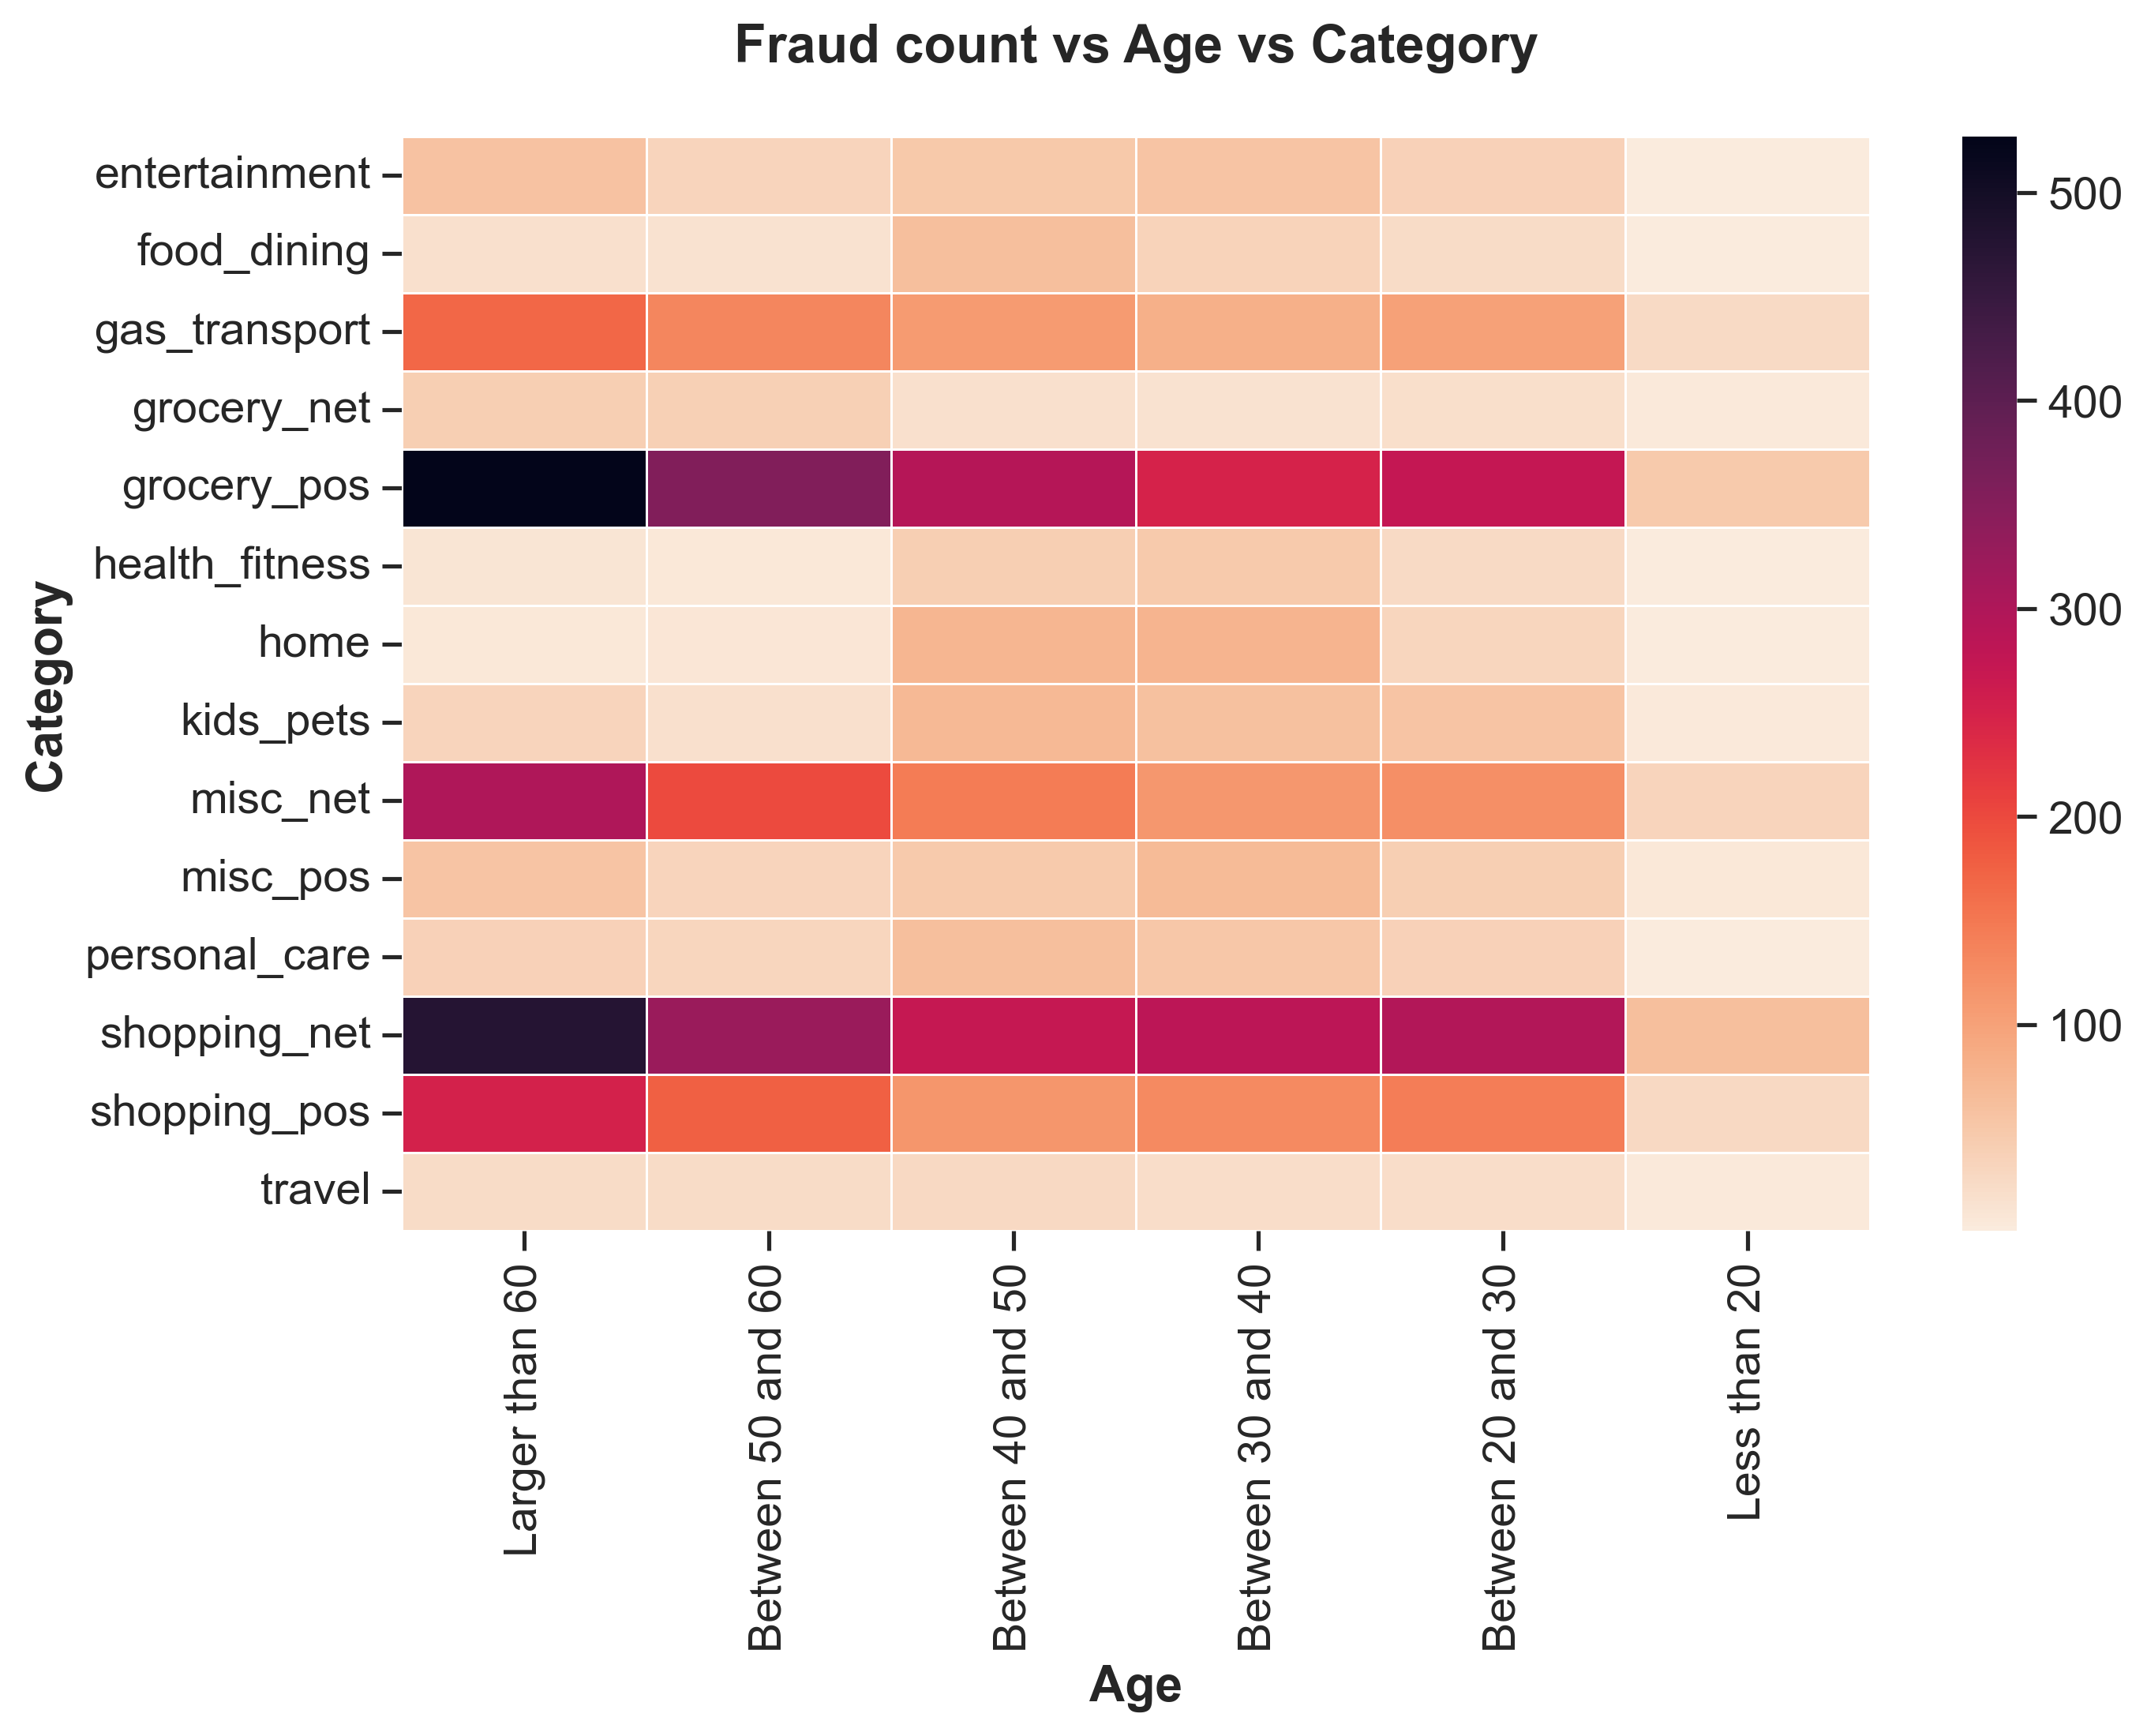 Fraud count vs Age vs Category
entertainment
food_dining
gas_transport
grocery_net
grocery_pos
health_fitness
home
kids_pets
misc_net
misc_pos
personal_care
shopping_net
shopping_pos
travel
Category
500
400
300
200
100
Larger than 60
Between 50 and 60
Between 40 and 50
Between 30 and 40
Between 20 and 30
Less than 20
Age